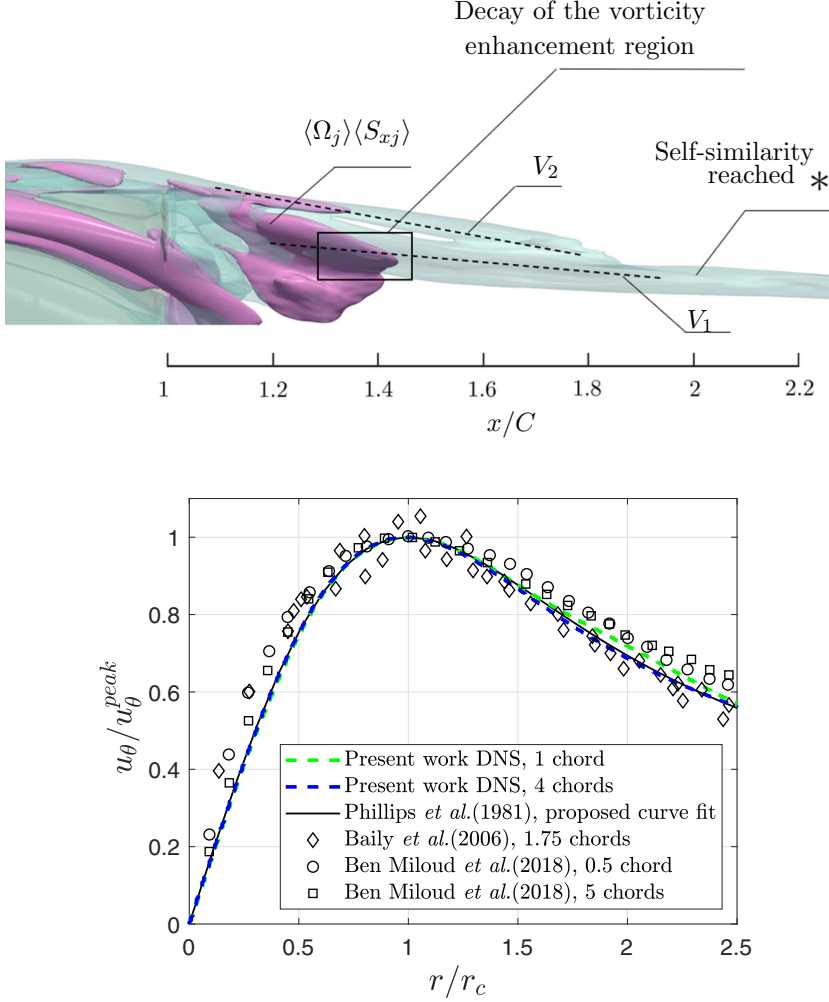 Decay of the vorticity
enhancement region
⟨Ω_j⟩⟨S_{xj}⟩
V_2
Self-similarity
reached *
V_1
1 1.2 1.4 1.6 1.8 2 2.2
x/C
1
0.8
0.6
0.4
0.2
0
u_θ/u_θ^{peak}
Present work DNS, 1 chord
Present work DNS, 4 chords
Phillips et al.(1981), proposed curve fit
Baily et al.(2006), 1.75 chords
Ben Miloud et al.(2018), 0.5 chord
Ben Miloud et al.(2018), 5 chords
0 0.5 1 1.5 2 2.5
r/r_c